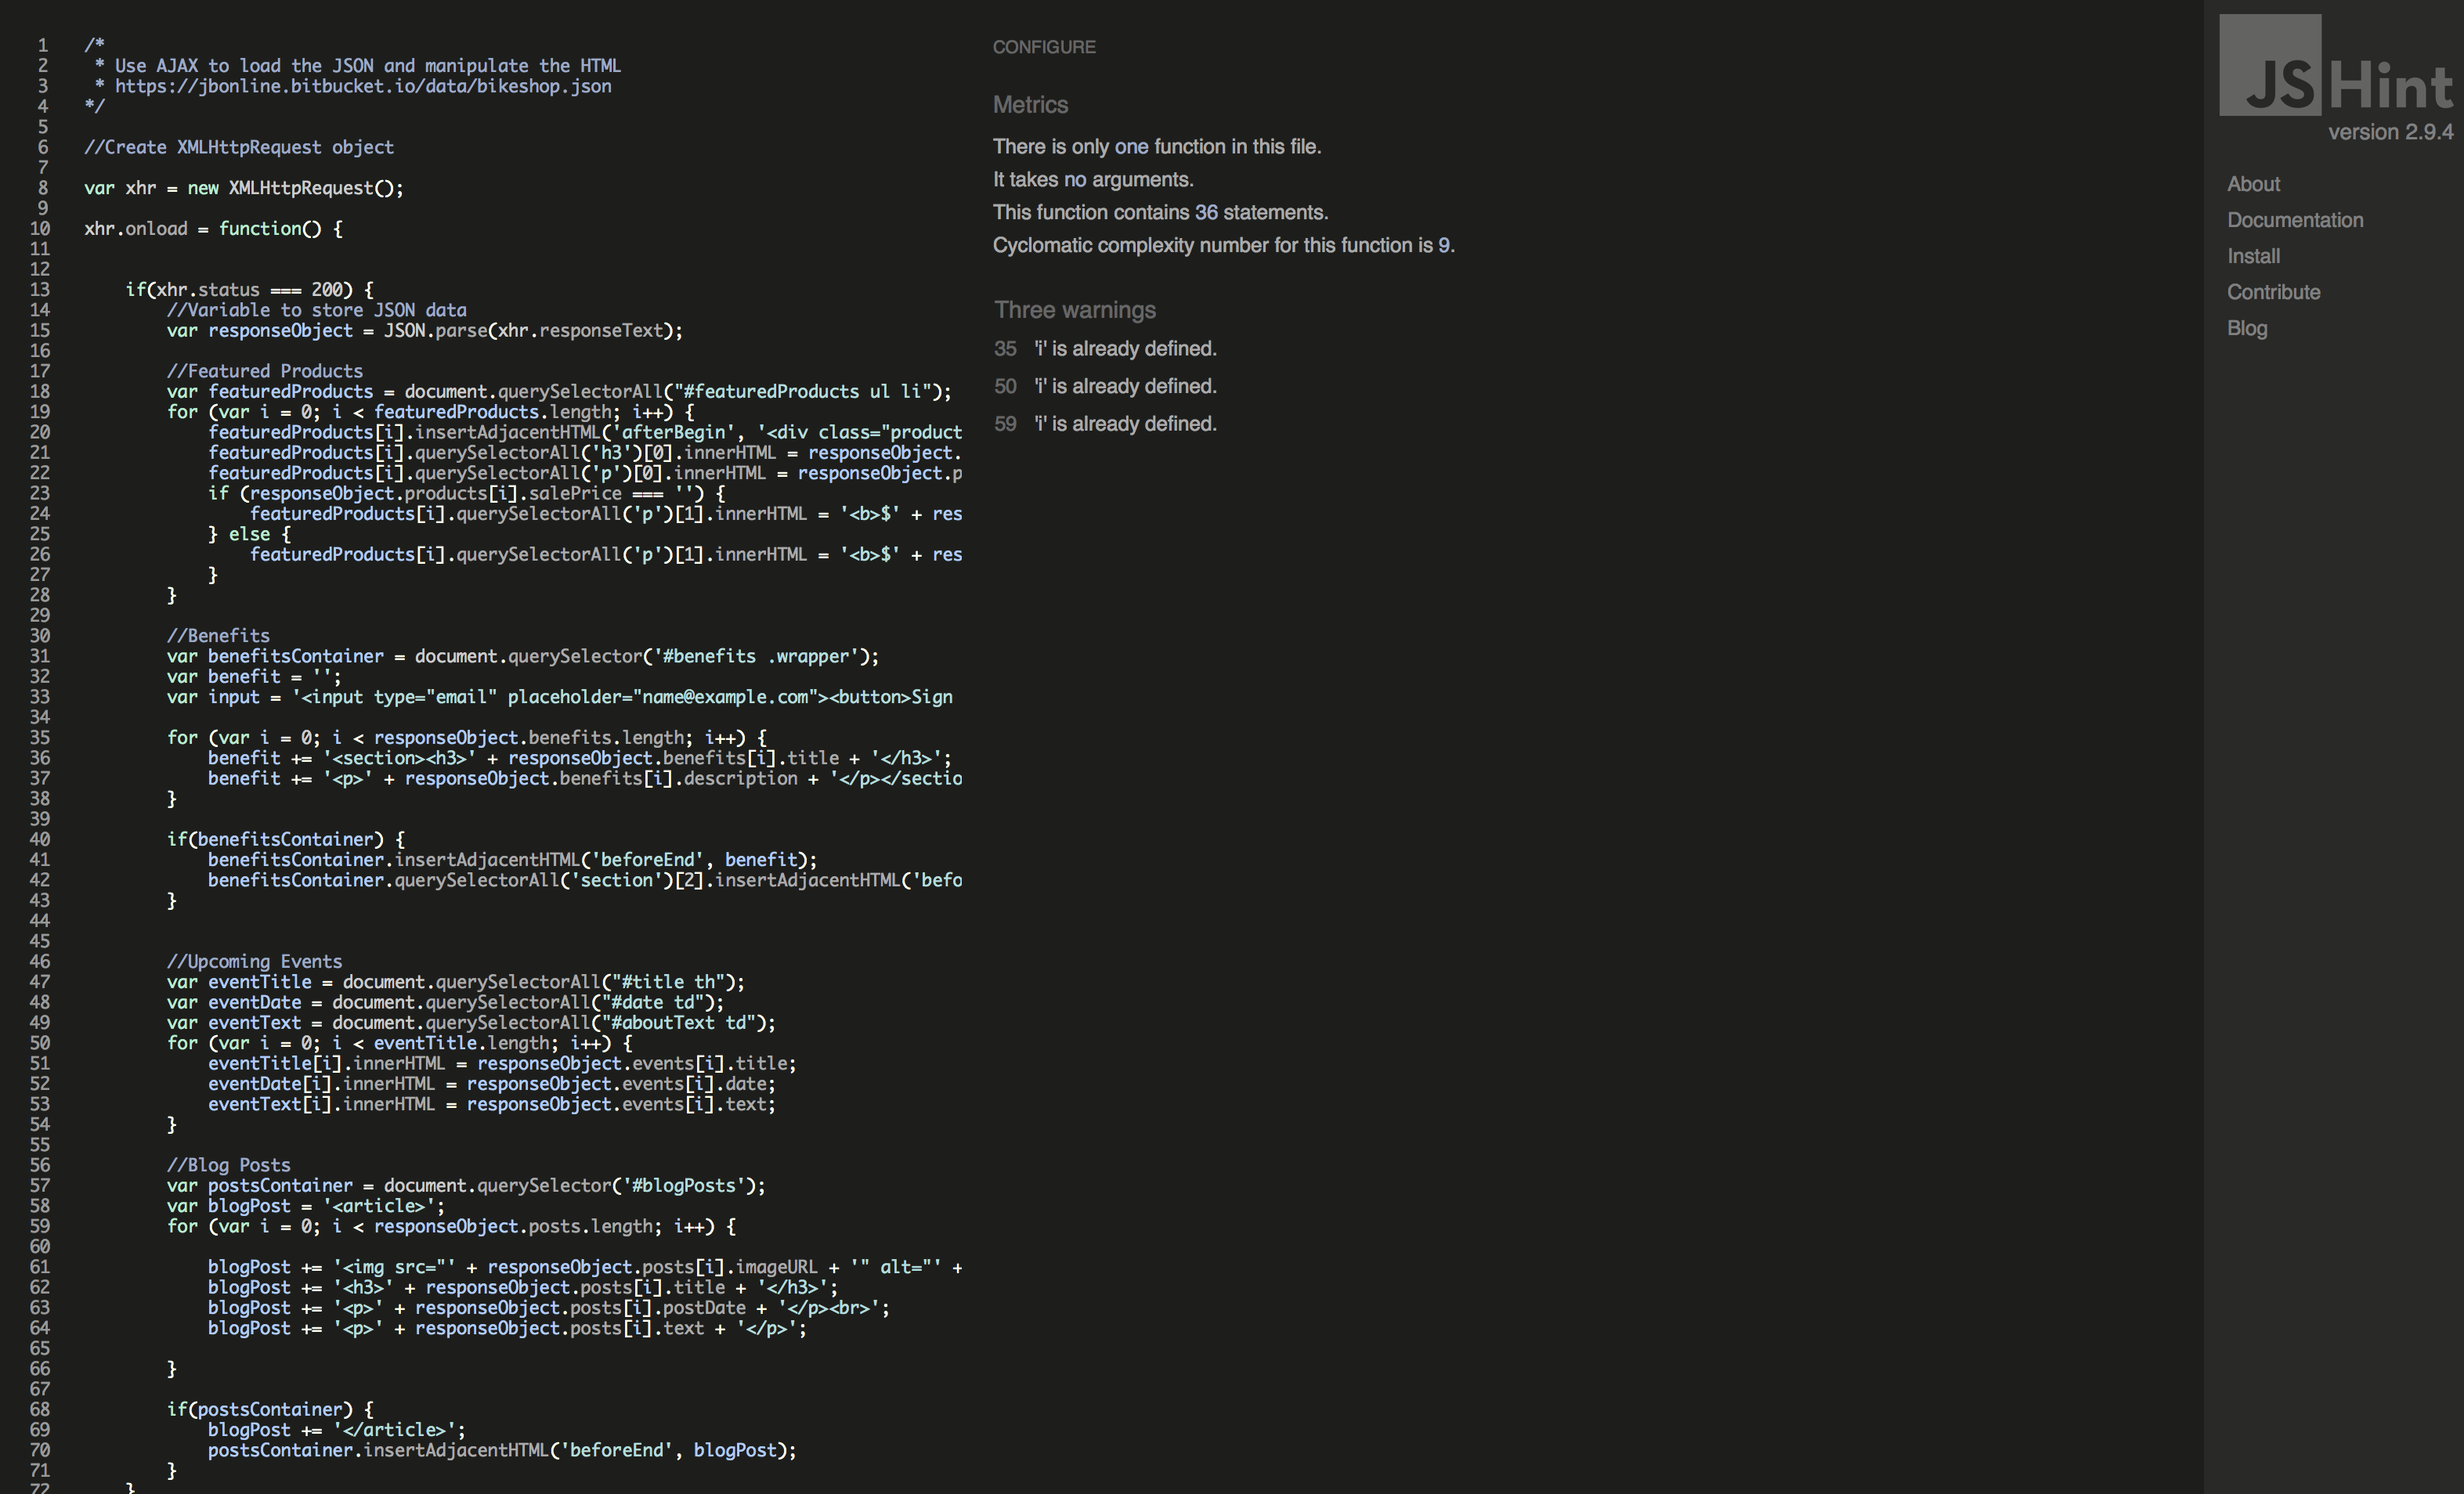 1 /*
2 * Use AJAX to load the JSON and manipulate the HTML
3 * https://jbonline.bitbucket.io/data/bikeshop.json
4 */
5
6 //Create XMLHttpRequest object
7
8 var xhr = new XMLHttpRequest();
9
10 xhr.onload = function() {
11
12
13 if(xhr.status === 200) {
14 //Variable to store JSON data
15 var responseObject = JSON.parse(xhr.responseText);
16
17 //Featured Products
18 var featuredProducts = document.querySelectorAll("#featuredProducts ul li");
19 for (var i = 0; i < featuredProducts.length; i++) {
20 featuredProducts[i].insertAdjacentHTML('afterBegin', '<div class="product
21 featuredProducts[i].querySelectorAll('h3')[0].innerHTML = responseObject.
22 featuredProducts[i].querySelectorAll('p')[0].innerHTML = responseObject.p
23 if (responseObject.products[i].salePrice === '') {
24 featuredProducts[i].querySelectorAll('p')[1].innerHTML = '<b>$' + res
25 } else {
26 featuredProducts[i].querySelectorAll('p')[1].innerHTML = '<b>$' + res
27 }
28 }
29
30 //Benefits
31 var benefitsContainer = document.querySelector('#benefits .wrapper');
32 var benefit = '';
33 var input = '<input type="email" placeholder="name@example.com"><button>Sign
34
35 for (var i = 0; i < responseObject.benefits.length; i++) {
36 benefit += '<section><h3>' + responseObject.benefits[i].title + '</h3>';
37 benefit += '<p>' + responseObject.benefits[i].description + '</p></sectio
38 }
39
40 if(benefitsContainer) {
41 benefitsContainer.insertAdjacentHTML('beforeEnd', benefit);
42 benefitsContainer.querySelectorAll('section')[2].insertAdjacentHTML('befo
43 }
44
45
46 //Upcoming Events
47 var eventTitle = document.querySelectorAll("#title th");
48 var eventDate = document.querySelectorAll("#date td");
49 var eventText = document.querySelectorAll("#aboutText td");
50 for (var i = 0; i < eventTitle.length; i++) {
51 eventTitle[i].innerHTML = responseObject.events[i].title;
52 eventDate[i].innerHTML = responseObject.events[i].date;
53 eventText[i].innerHTML = responseObject.events[i].text;
54 }
55
56 //Blog Posts
57 var postsContainer = document.querySelector('#blogPosts');
58 var blogPost = '<article>';
59 for (var i = 0; i < responseObject.posts.length; i++) {
60
61 blogPost += '<img src="' + responseObject.posts[i].imageURL + '" alt="' +
62 blogPost += '<h3>' + responseObject.posts[i].title + '</h3>';
63 blogPost += '<p>' + responseObject.posts[i].postDate + '</p><br>';
64 blogPost += '<p>' + responseObject.posts[i].text + '</p>';
65
66 }
67
68 if(postsContainer) {
69 blogPost += '</article>';
70 postsContainer.insertAdjacentHTML('beforeEnd', blogPost);
71 }
72 }
CONFIGURE
Metrics
There is only one function in this file.
It takes no arguments.
This function contains 36 statements.
Cyclomatic complexity number for this function is 9.
Three warnings
35 'i' is already defined.
50 'i' is already defined.
59 'i' is already defined.
JSHint
version 2.9.4
About
Documentation
Install
Contribute
Blog